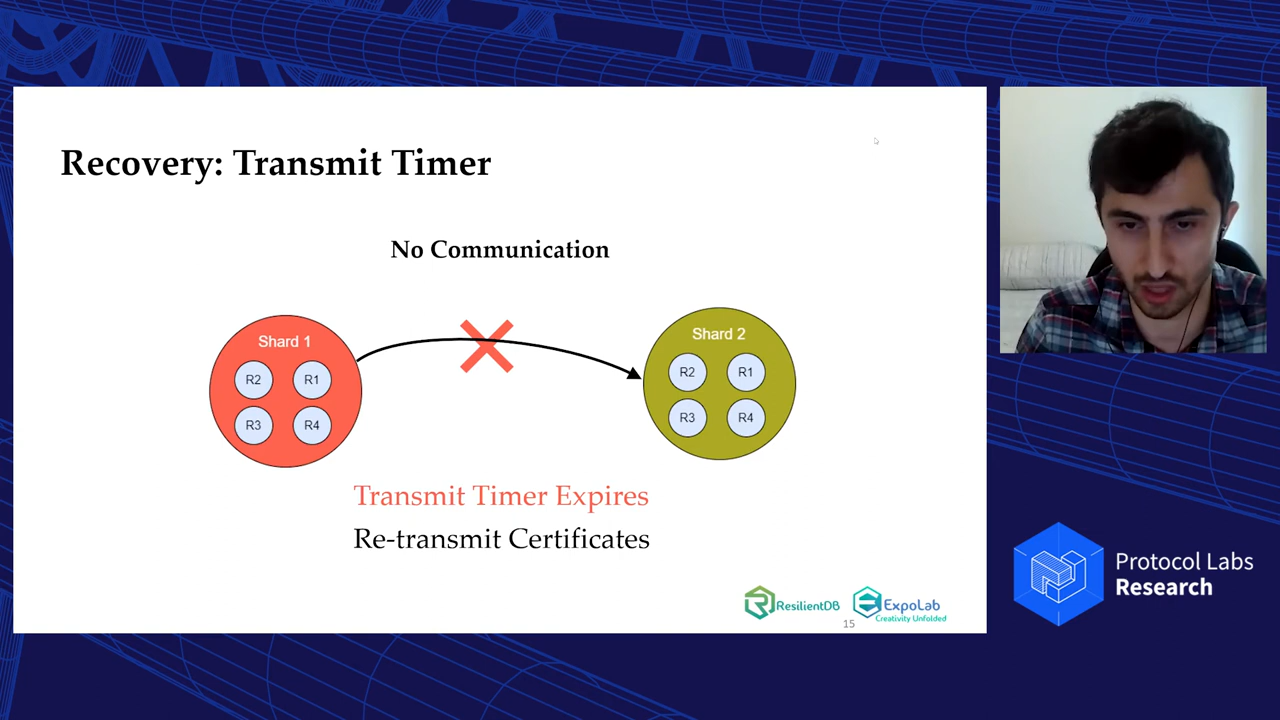 Recovery: Transmit Timer
No Communication
Shard 1
R2 R1
R3 R4
Shard 2
R2 R1
R3 R4
Transmit Timer Expires
Re-transmit Certificates
ResilientDB
ExpoLab
Creativity Unfolded
15
Protocol Labs
Research